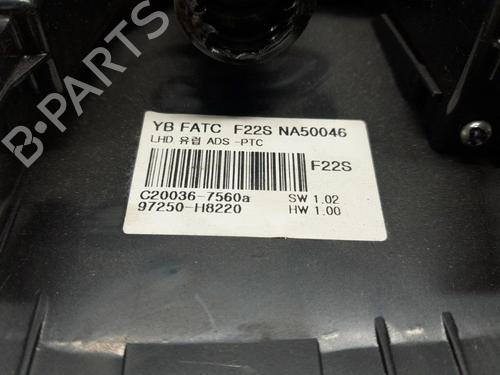 YB FATC F22S NA50046
LHD 유럽 ADS -PTC
F22S
C20036-7560a SW 1.02
97250-H8220 HW 1.00
B-PARTS